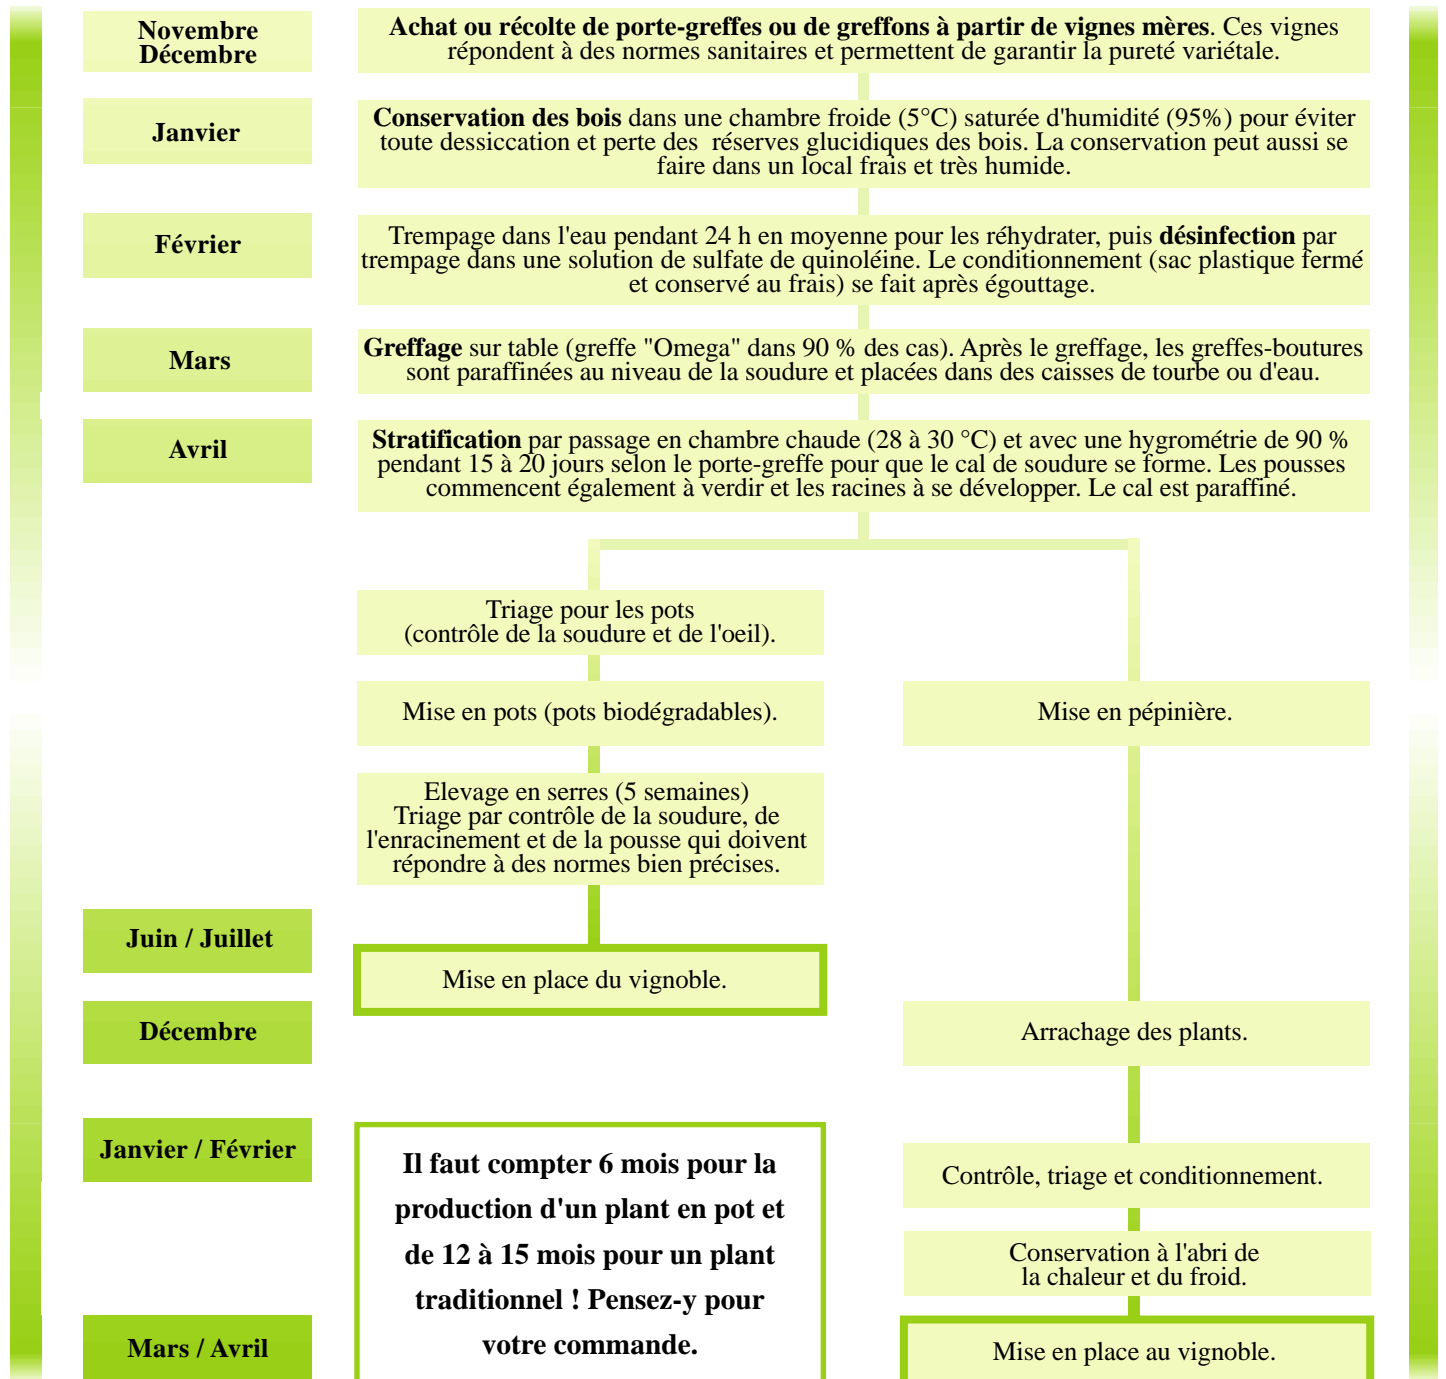 Novembre
Décembre
Achat ou récolte de porte-greffes ou de greffons à partir de vignes mères. Ces vignes
répondent à des normes sanitaires et permettent de garantir la pureté variétale.
Janvier
Conservation des bois dans une chambre froide (5°C) saturée d'humidité (95%) pour éviter
toute dessiccation et perte des réserves glucidiques des bois. La conservation peut aussi se
faire dans un local frais et très humide.
Février
Trempage dans l'eau pendant 24 h en moyenne pour les réhydrater, puis désinfection par
trempage dans une solution de sulfate de quinoléine. Le conditionnement (sac plastique fermé
et conservé au frais) se fait après égouttage.
Mars
Greffage sur table (greffe "Omega" dans 90 % des cas). Après le greffage, les greffes-boutures
sont paraffinées au niveau de la soudure et placées dans des caisses de tourbe ou d'eau.
Avril
Stratification par passage en chambre chaude (28 à 30 °C) et avec une hygrométrie de 90 %
pendant 15 à 20 jours selon le porte-greffe pour que le cal de soudure se forme. Les pousses
commencent également à verdir et les racines à se développer. Le cal est paraffiné.
Triage pour les pots
(contrôle de la soudure et de l'oeil).
Mise en pots (pots biodégradables).
Mise en pépinière.
Elevage en serres (5 semaines)
Triage par contrôle de la soudure, de
l'enracinement et de la pousse qui doivent
répondre à des normes bien précises.
Juin / Juillet
Mise en place du vignoble.
Décembre
Arrachage des plants.
Janvier / Février
Contrôle, triage et conditionnement.
Il faut compter 6 mois pour la
production d'un plant en pot et
de 12 à 15 mois pour un plant
traditionnel ! Pensez-y pour
votre commande.
Conservation à l'abri de
la chaleur et du froid.
Mars / Avril
Mise en place au vignoble.